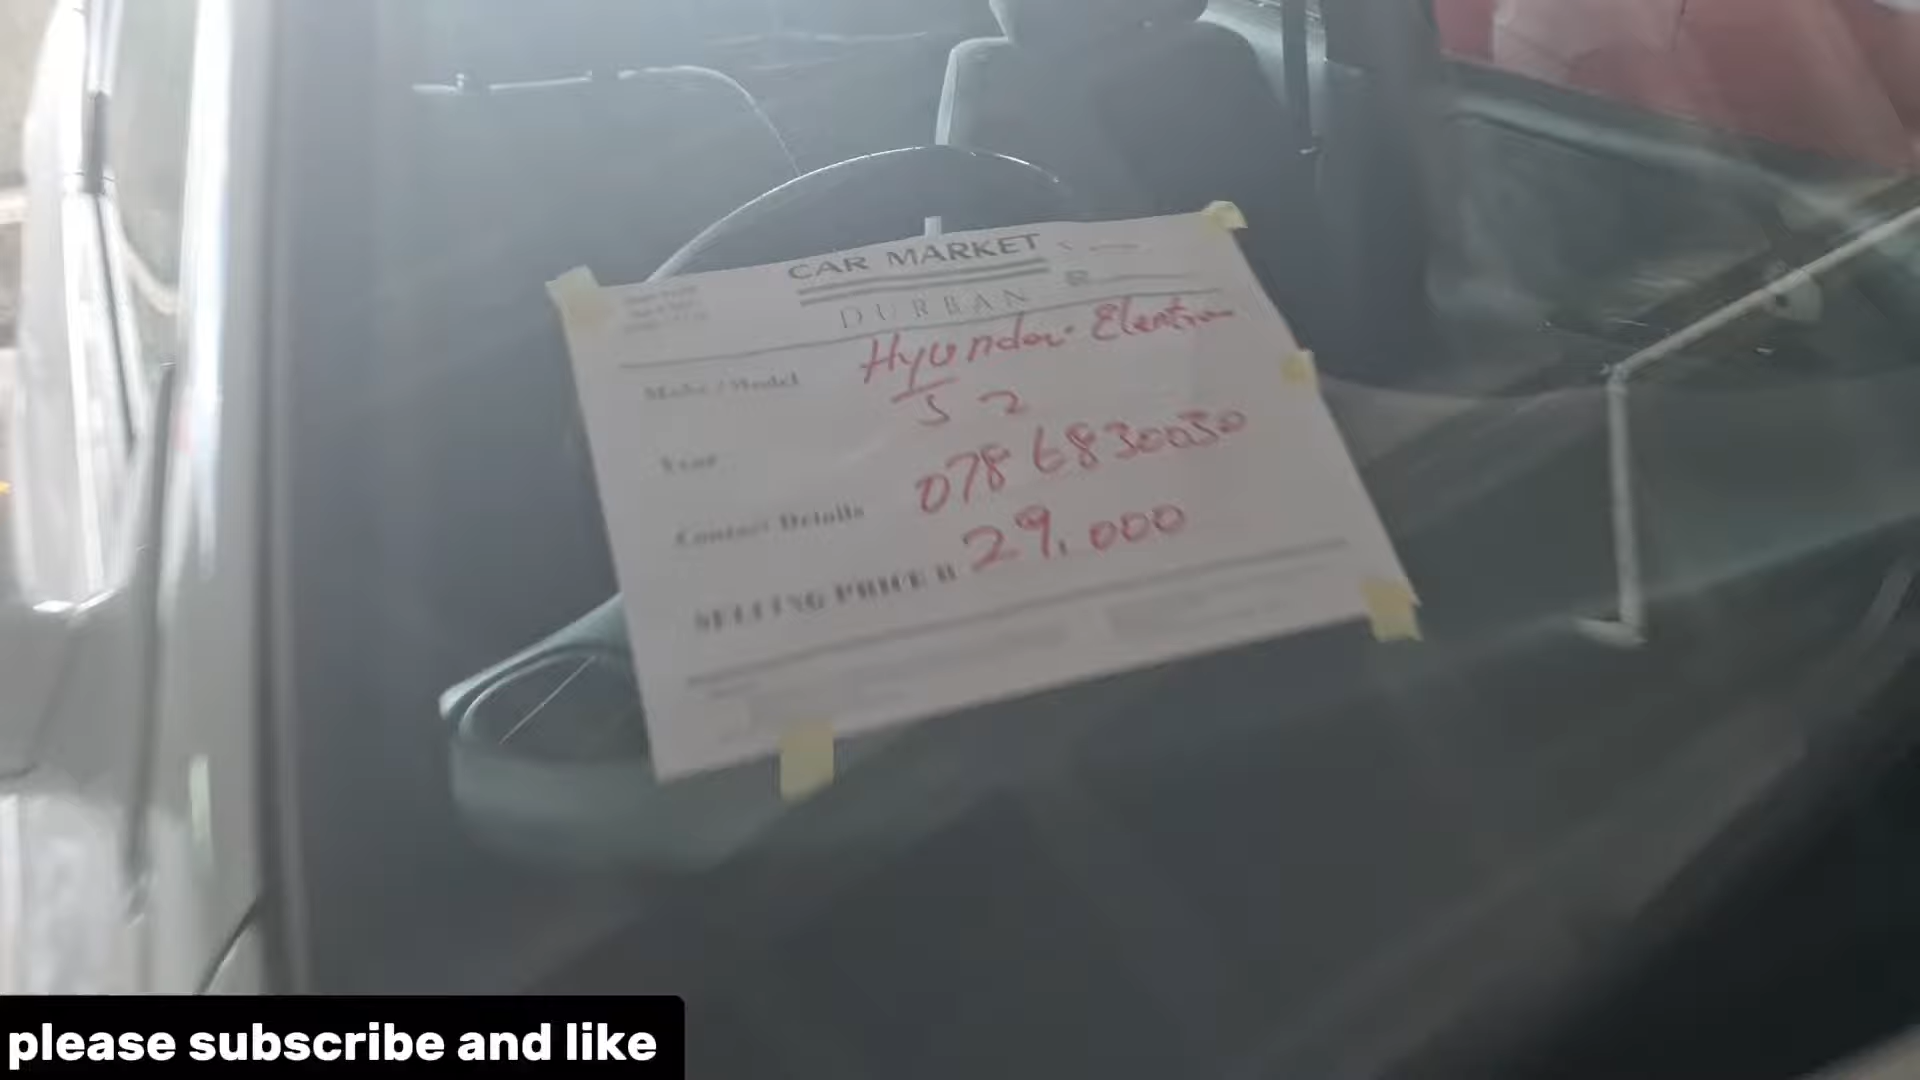 CAR MARKET
DURBAN
Make / Model Hyundai Elentra
Year
Contact Details 078 6830030
SELLING PRICE R 29,000
please subscribe and like